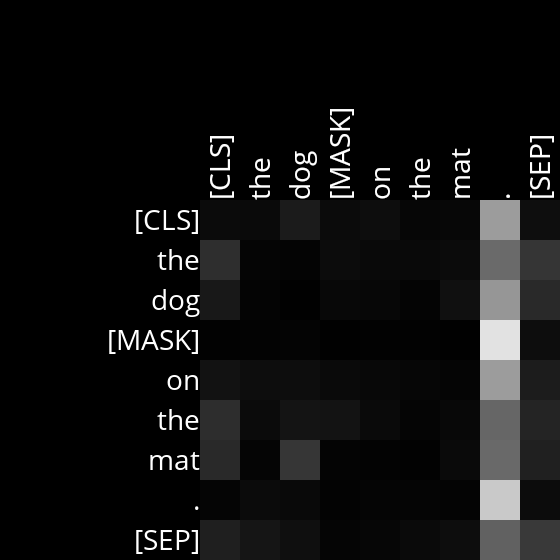 [CLS] the dog [MASK] on the mat . [SEP]
[CLS]
the
dog
[MASK]
on
the
mat
.
[SEP]